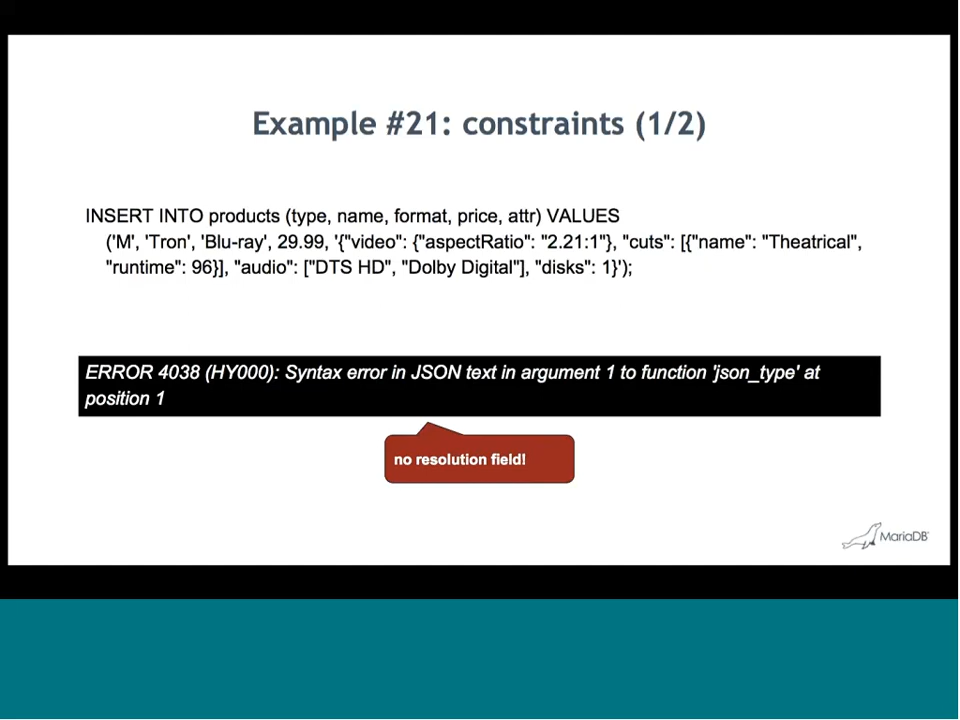 Example #21: constraints (1/2)
INSERT INTO products (type, name, format, price, attr) VALUES
('M', 'Tron', 'Blu-ray', 29.99, '{"video": {"aspectRatio": "2.21:1"}, "cuts": [{"name": "Theatrical",
"runtime": 96}], "audio": ["DTS HD", "Dolby Digital"], "disks": 1}');
ERROR 4038 (HY000): Syntax error in JSON text in argument 1 to function 'json_type' at
position 1
no resolution field!
MariaDB